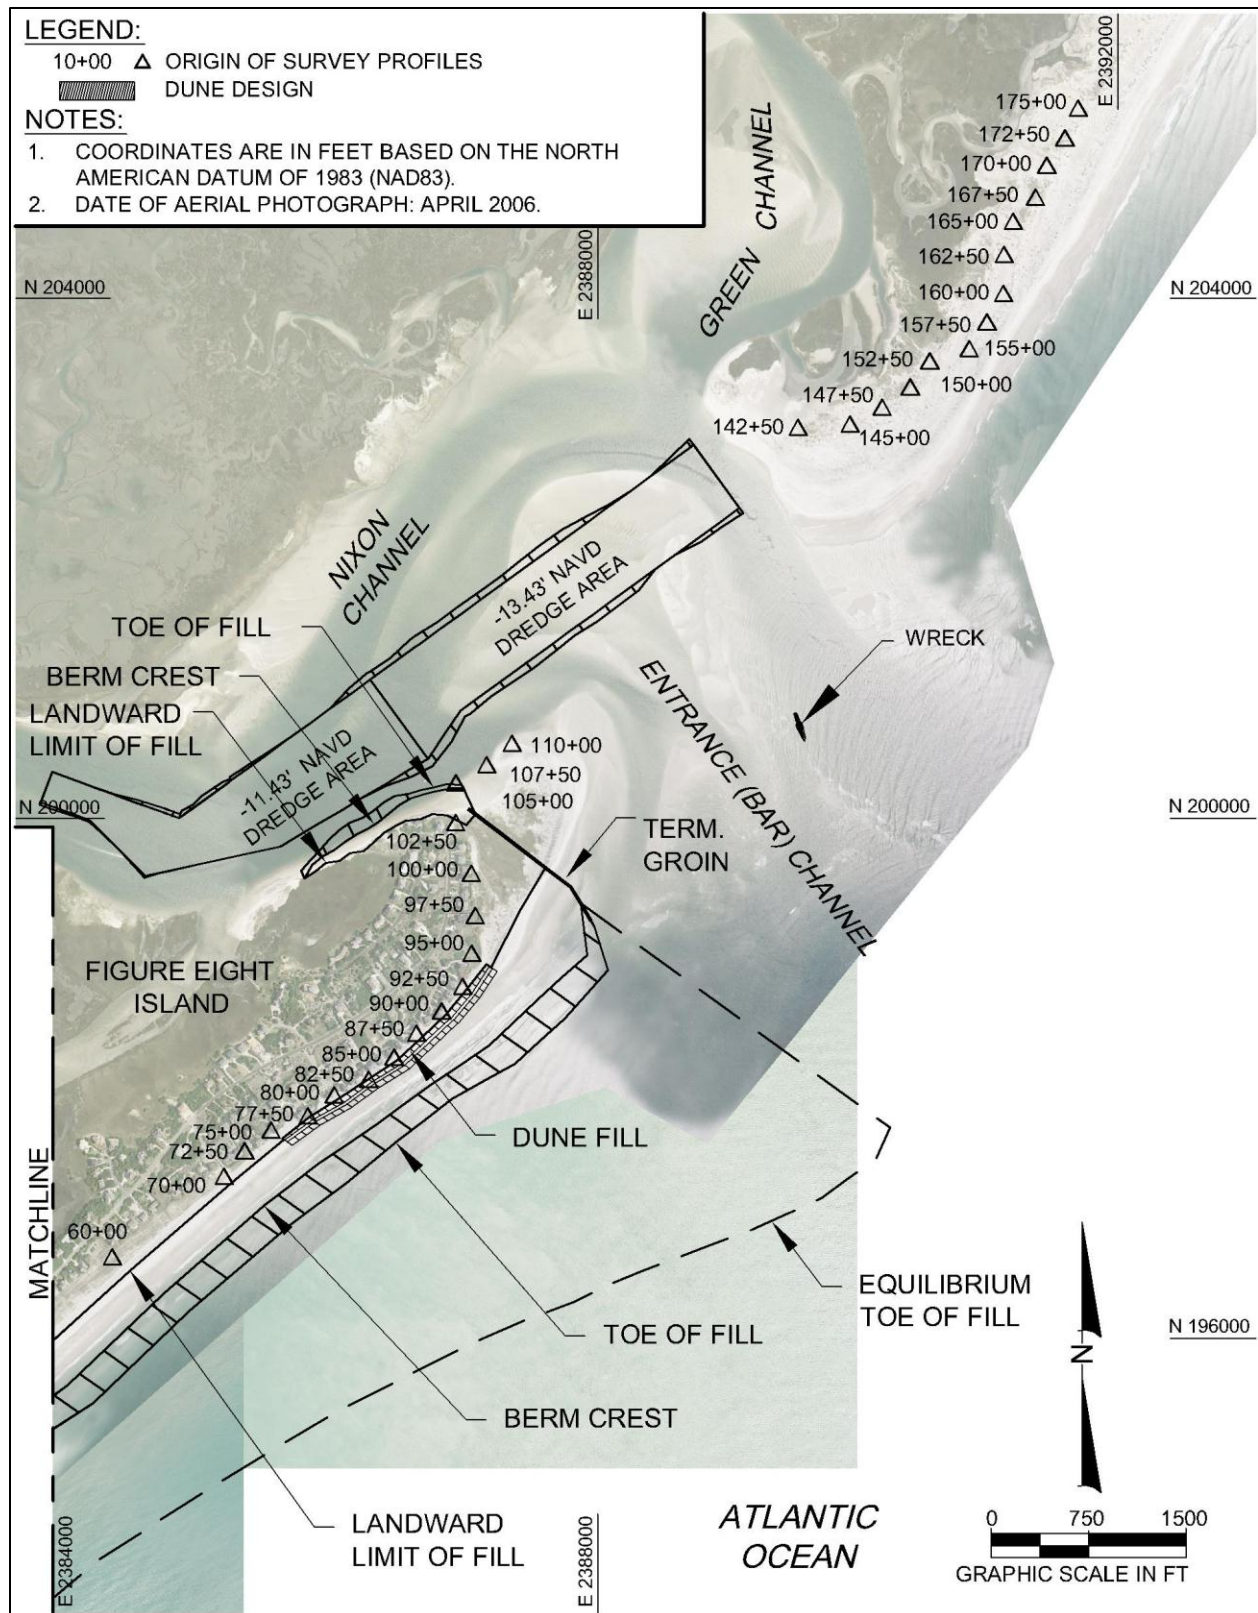 LEGEND:
10+00 △ ORIGIN OF SURVEY PROFILES
DUNE DESIGN
NOTES:
1. COORDINATES ARE IN FEET BASED ON THE NORTH
AMERICAN DATUM OF 1983 (NAD83).
2. DATE OF AERIAL PHOTOGRAPH: APRIL 2006.
E 2392000
E 2388000
GREEN CHANNEL
175+00
172+50
170+00
167+50
165+00
162+50
N 204000
160+00
N 204000
157+50
155+00
152+50
150+00
147+50
145+00
142+50
NIXON
CHANNEL
-13.43' NAVD
DREDGE AREA
TOE OF FILL
WRECK
BERM CREST
LANDWARD
LIMIT OF FILL
ENTRANCE (BAR) CHANNEL
110+00
107+50
105+00
-11.43' NAVD
DREDGE AREA
N 200000
N 200000
TERM.
GROIN
102+50
100+00
97+50
95+00
92+50
90+00
87+50
85+00
82+50
80+00
77+50
75+00
72+50
70+00
60+00
FIGURE EIGHT
ISLAND
MATCHLINE
DUNE FILL
EQUILIBRIUM
TOE OF FILL
TOE OF FILL
N 196000
N
BERM CREST
LANDWARD
LIMIT OF FILL
E 2384000
E 2388000
ATLANTIC
OCEAN
0 750 1500
GRAPHIC SCALE IN FT